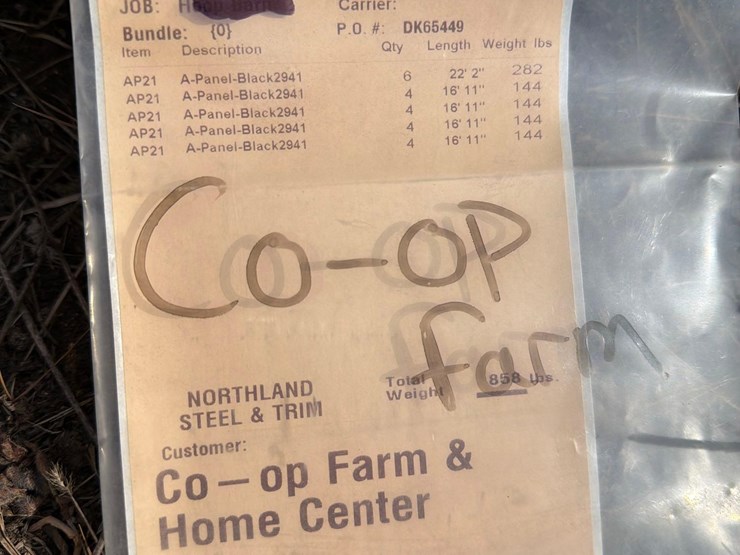 JOB: Hoop Barn
Carrier:
Bundle: {0} P.O. #: DK65449
Item Description Qty Length Weight lbs
AP21 A-Panel-Black2941 6 22' 2" 282
AP21 A-Panel-Black2941 4 16' 11" 144
AP21 A-Panel-Black2941 4 16' 11" 144
AP21 A-Panel-Black2941 4 16' 11" 144
AP21 A-Panel-Black2941 4 16' 11" 144
Co-op
farm
NORTHLAND
STEEL & TRIM
Total
Weight
858 lbs.
Customer:
Co-op Farm &
Home Center